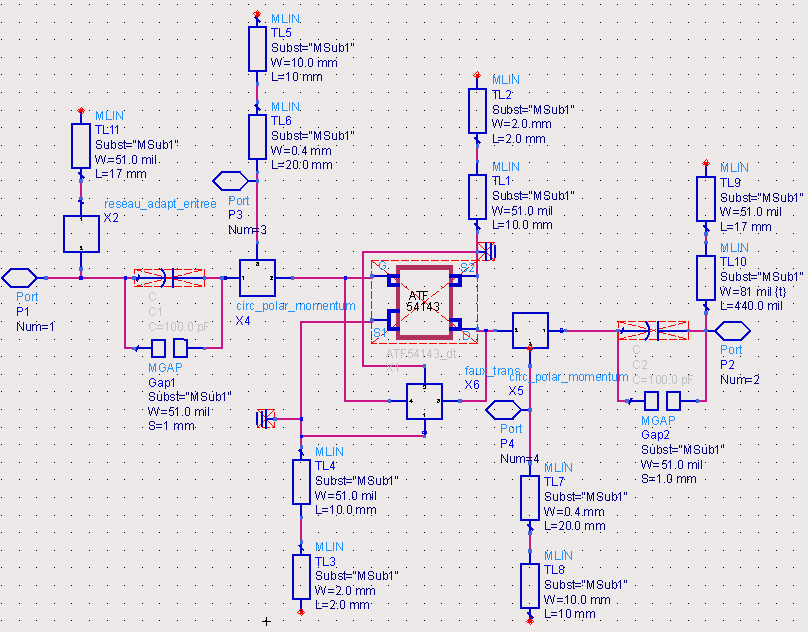 MLIN
TL5
Subst="MSub1"
W=10.0 mm
L=10 mm
MLIN
TL6
Subst="MSub1"
W=0.4 mm
L=20.0 mm
Port
P3
Num=3
MLIN
TL11
Subst="MSub1"
W=51.0 mil
L=17 mm
reseau_adapt_entree
X2
1
Port
P1
Num=1
C
C1
C=100.0 pF
MGAP
Gap1
Subst="MSub1"
W=51.0 mil
S=1 mm
3
1
2
circ_polar_momentum
X4
MLIN
TL2
Subst="MSub1"
W=2.0 mm
L=2.0 mm
MLIN
TL1
Subst="MSub1"
W=51.0 mil
L=10.0 mm
G
S2
ATF
54143
S1
D
ATF54143_dt
faux_trans
X6
circ_polar_momentum
X5
Port
P4
Num=4
MLIN
TL9
Subst="MSub1"
W=51.0 mil
L=17 mm
MLIN
TL10
Subst="MSub1"
W=81 mil {t}
L=440.0 mil
Port
P2
Num=2
C
C2
C=100.0 pF
MGAP
Gap2
Subst="MSub1"
W=51.0 mil
S=1.0 mm
MLIN
TL4
Subst="MSub1"
W=51.0 mil
L=10.0 mm
MLIN
TL3
Subst="MSub1"
W=2.0 mm
L=2.0 mm
MLIN
TL7
Subst="MSub1"
W=0.4 mm
L=20.0 mm
MLIN
TL8
Subst="MSub1"
W=10.0 mm
L=10 mm